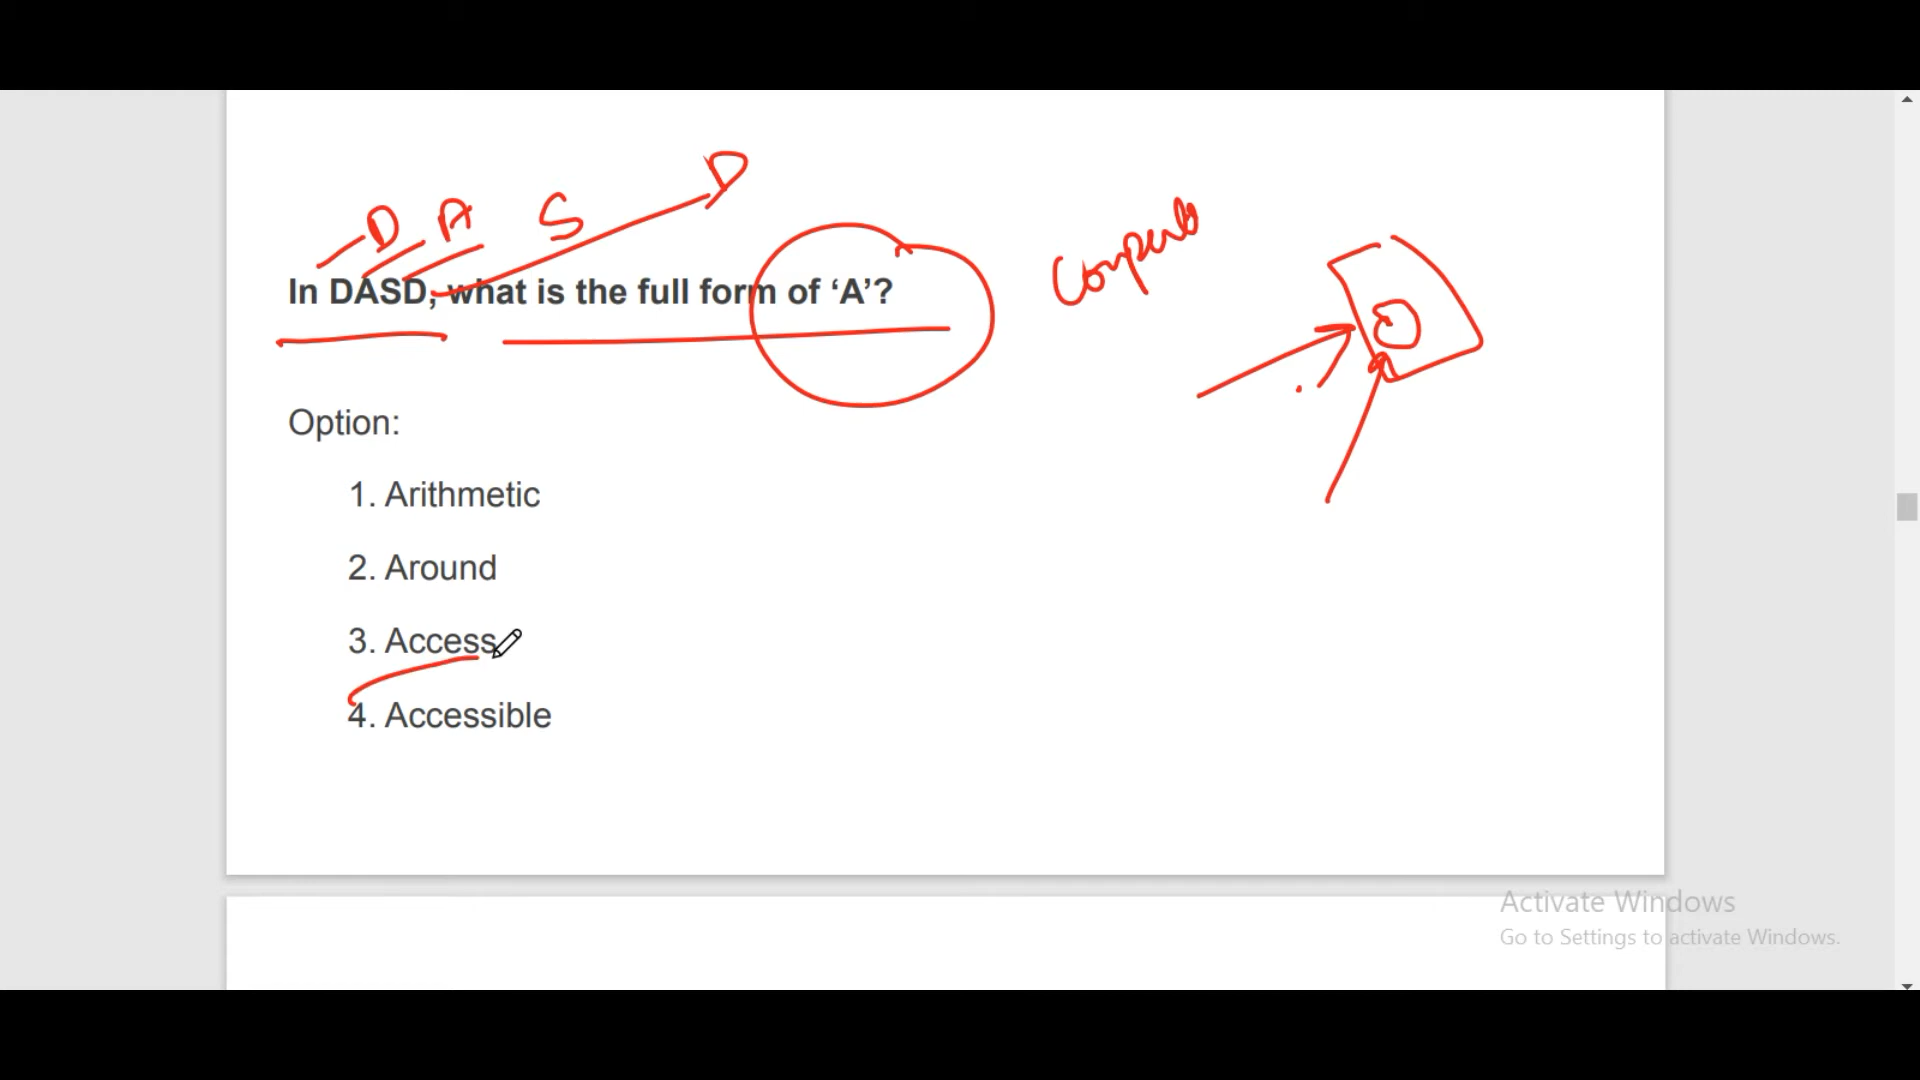 D A S D
In DASD, what is the full form of ‘A’?
Option:
1. Arithmetic
2. Around
3. Access
4. Accessible
Activate Windows
Go to Settings to activate Windows.